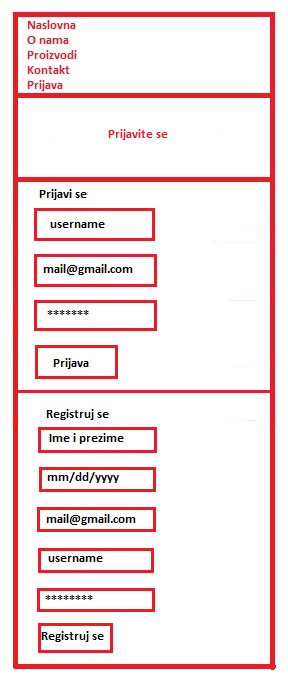 Naslovna
O nama
Proizvodi
Kontakt
Prijava
Prijavite se
Prijavi se
username
mail@gmail.com
*******
Prijava
Registruj se
Ime i prezime
mm/dd/yyyy
mail@gmail.com
username
********
Registruj se